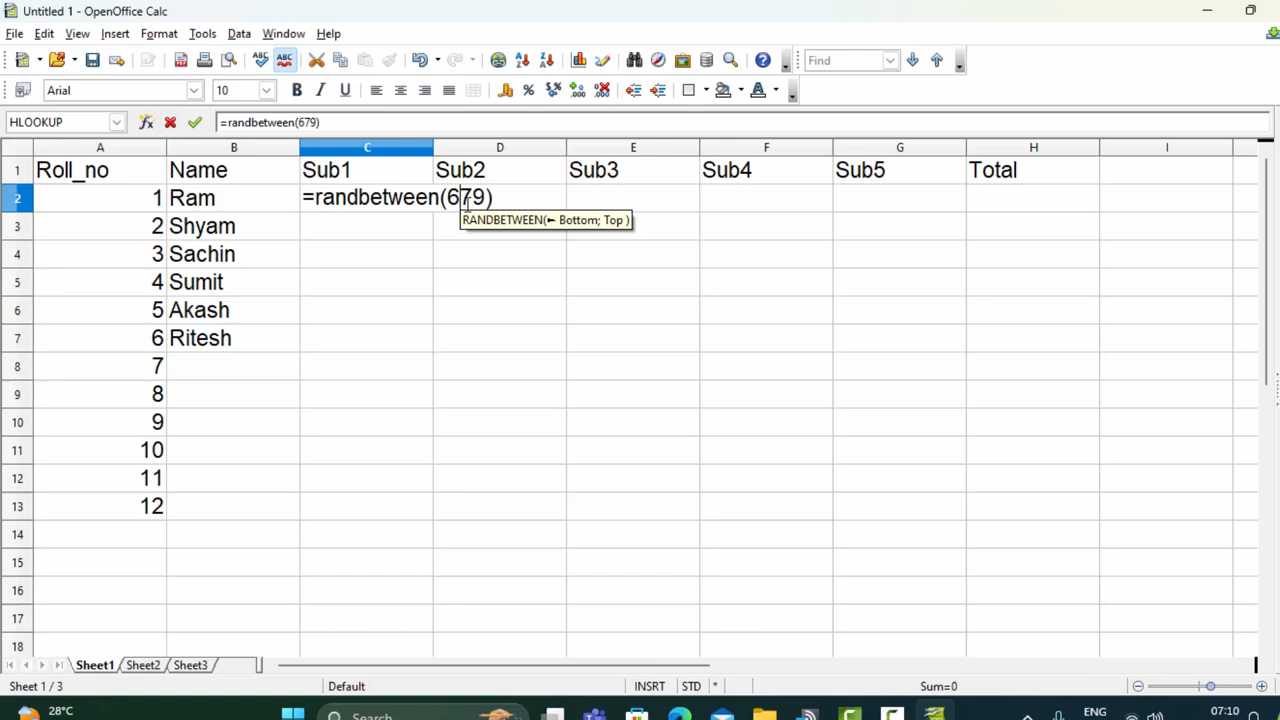 Untitled 1 - OpenOffice Calc
File Edit View Insert Format Tools Data Window Help
Find
Arial 10
HLOOKUP =randbetween(679)
A B C D E F G H I
1 Roll_no Name Sub1 Sub2 Sub3 Sub4 Sub5 Total
2 1 Ram =randbetween(679)
RANDBETWEEN( Bottom; Top )
3 2 Shyam
4 3 Sachin
5 4 Sumit
6 5 Akash
7 6 Ritesh
8 7
9 8
10 9
11 10
12 11
13 12
14
15
16
17
18
Sheet1 Sheet2 Sheet3
Sheet 1 / 3 Default INSRT STD * Sum=0
28°C Search ENG 07:10